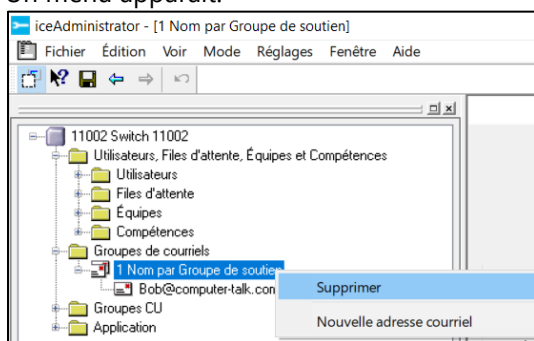 Un menu apparaît.
iceAdministrator - [1 Nom par Groupe de soutien]
Fichier Édition Voir Mode Réglages Fenêtre Aide
11002 Switch 11002
Utilisateurs, Files d'attente, Équipes et Compétences
Utilisateurs
Files d'attente
Équipes
Compétences
Groupes de courriels
1 Nom par Groupe de soutien
Bob@computer-talk.com
Groupes CU
Application
Supprimer
Nouvelle adresse courriel